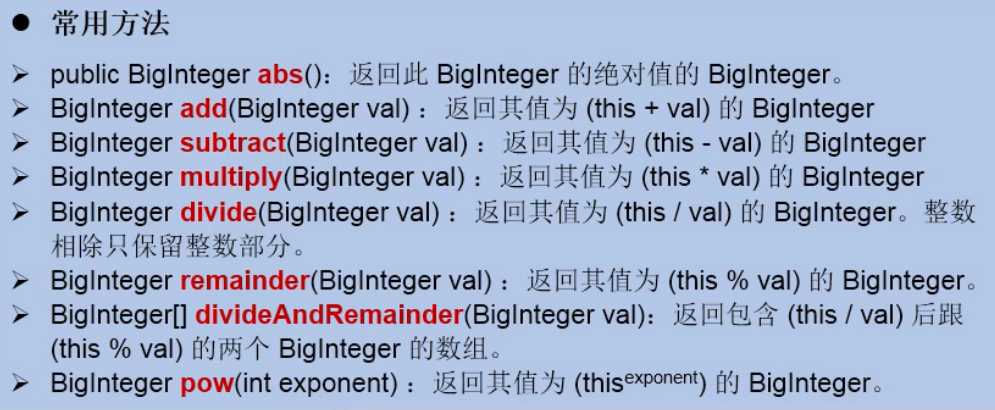 ● 常用方法
➢ public BigInteger abs()：返回此 BigInteger 的绝对值的 BigInteger。
➢ BigInteger add(BigInteger val) ：返回其值为 (this + val) 的 BigInteger
➢ BigInteger subtract(BigInteger val) ：返回其值为 (this - val) 的 BigInteger
➢ BigInteger multiply(BigInteger val) ：返回其值为 (this * val) 的 BigInteger
➢ BigInteger divide(BigInteger val) ：返回其值为 (this / val) 的 BigInteger。整数
相除只保留整数部分。
➢ BigInteger remainder(BigInteger val) ：返回其值为 (this % val) 的 BigInteger。
➢ BigInteger[] divideAndRemainder(BigInteger val)：返回包含 (this / val) 后跟
(this % val) 的两个 BigInteger 的数组。
➢ BigInteger pow(int exponent) ：返回其值为 (thisexponent) 的 BigInteger。